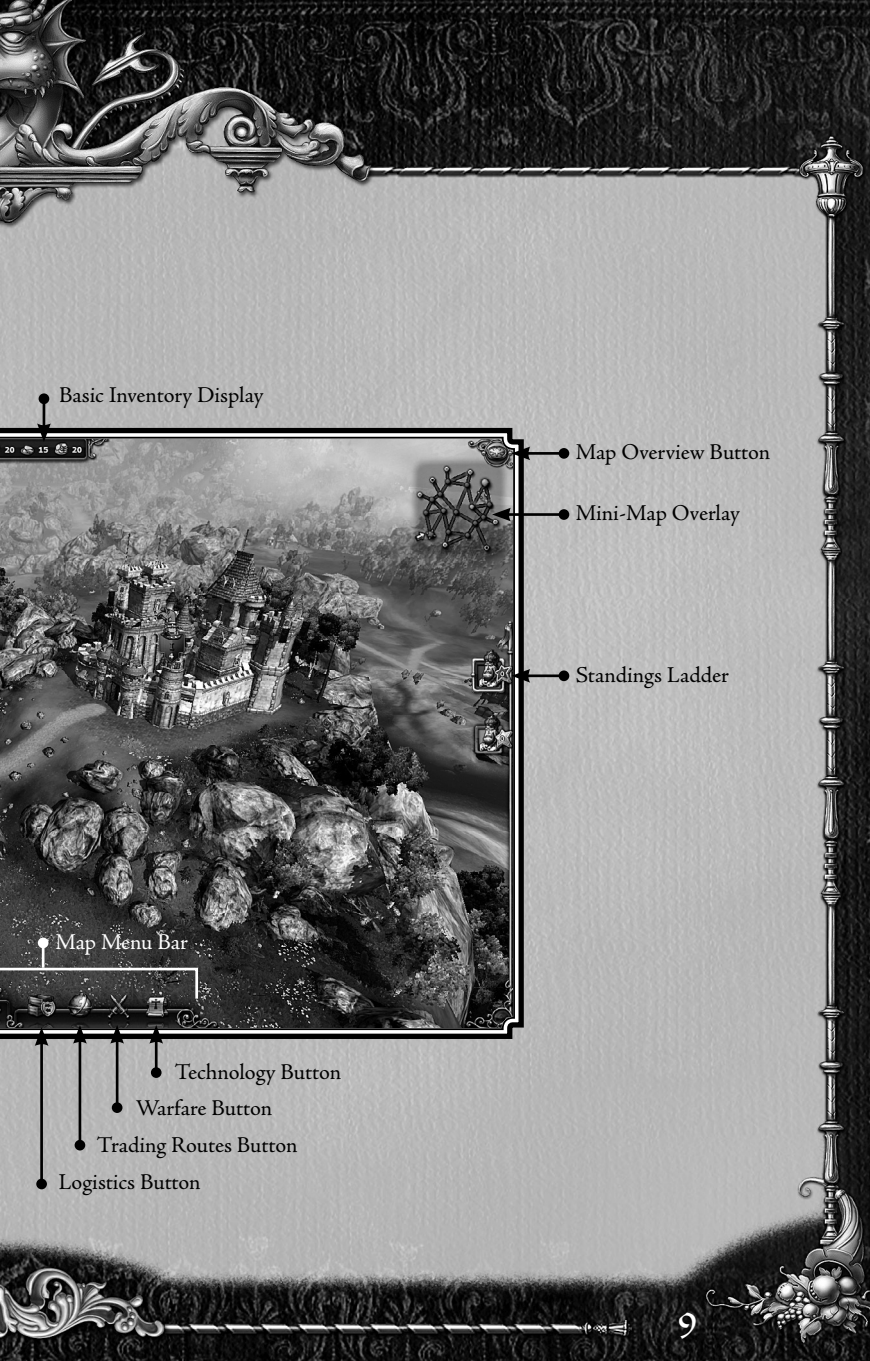 Basic Inventory Display
20 15 20
Map Overview Button
Mini-Map Overlay
Standings Ladder
Map Menu Bar
Technology Button
Warfare Button
Trading Routes Button
Logistics Button
9